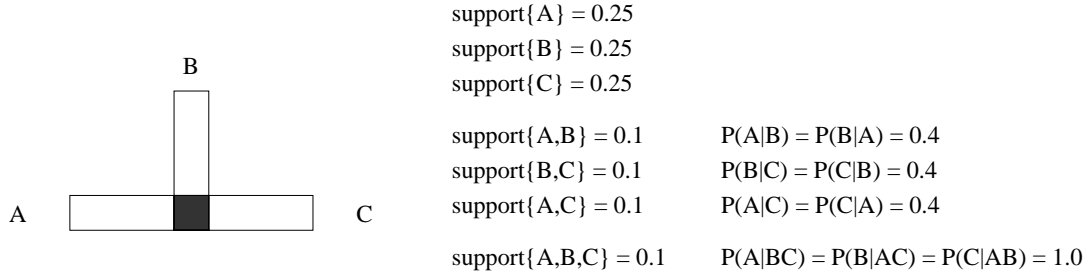 B
A
C
support{A} = 0.25
support{B} = 0.25
support{C} = 0.25
support{A,B} = 0.1 P(A|B) = P(B|A) = 0.4
support{B,C} = 0.1 P(B|C) = P(C|B) = 0.4
support{A,C} = 0.1 P(A|C) = P(C|A) = 0.4
support{A,B,C} = 0.1 P(A|BC) = P(B|AC) = P(C|AB) = 1.0